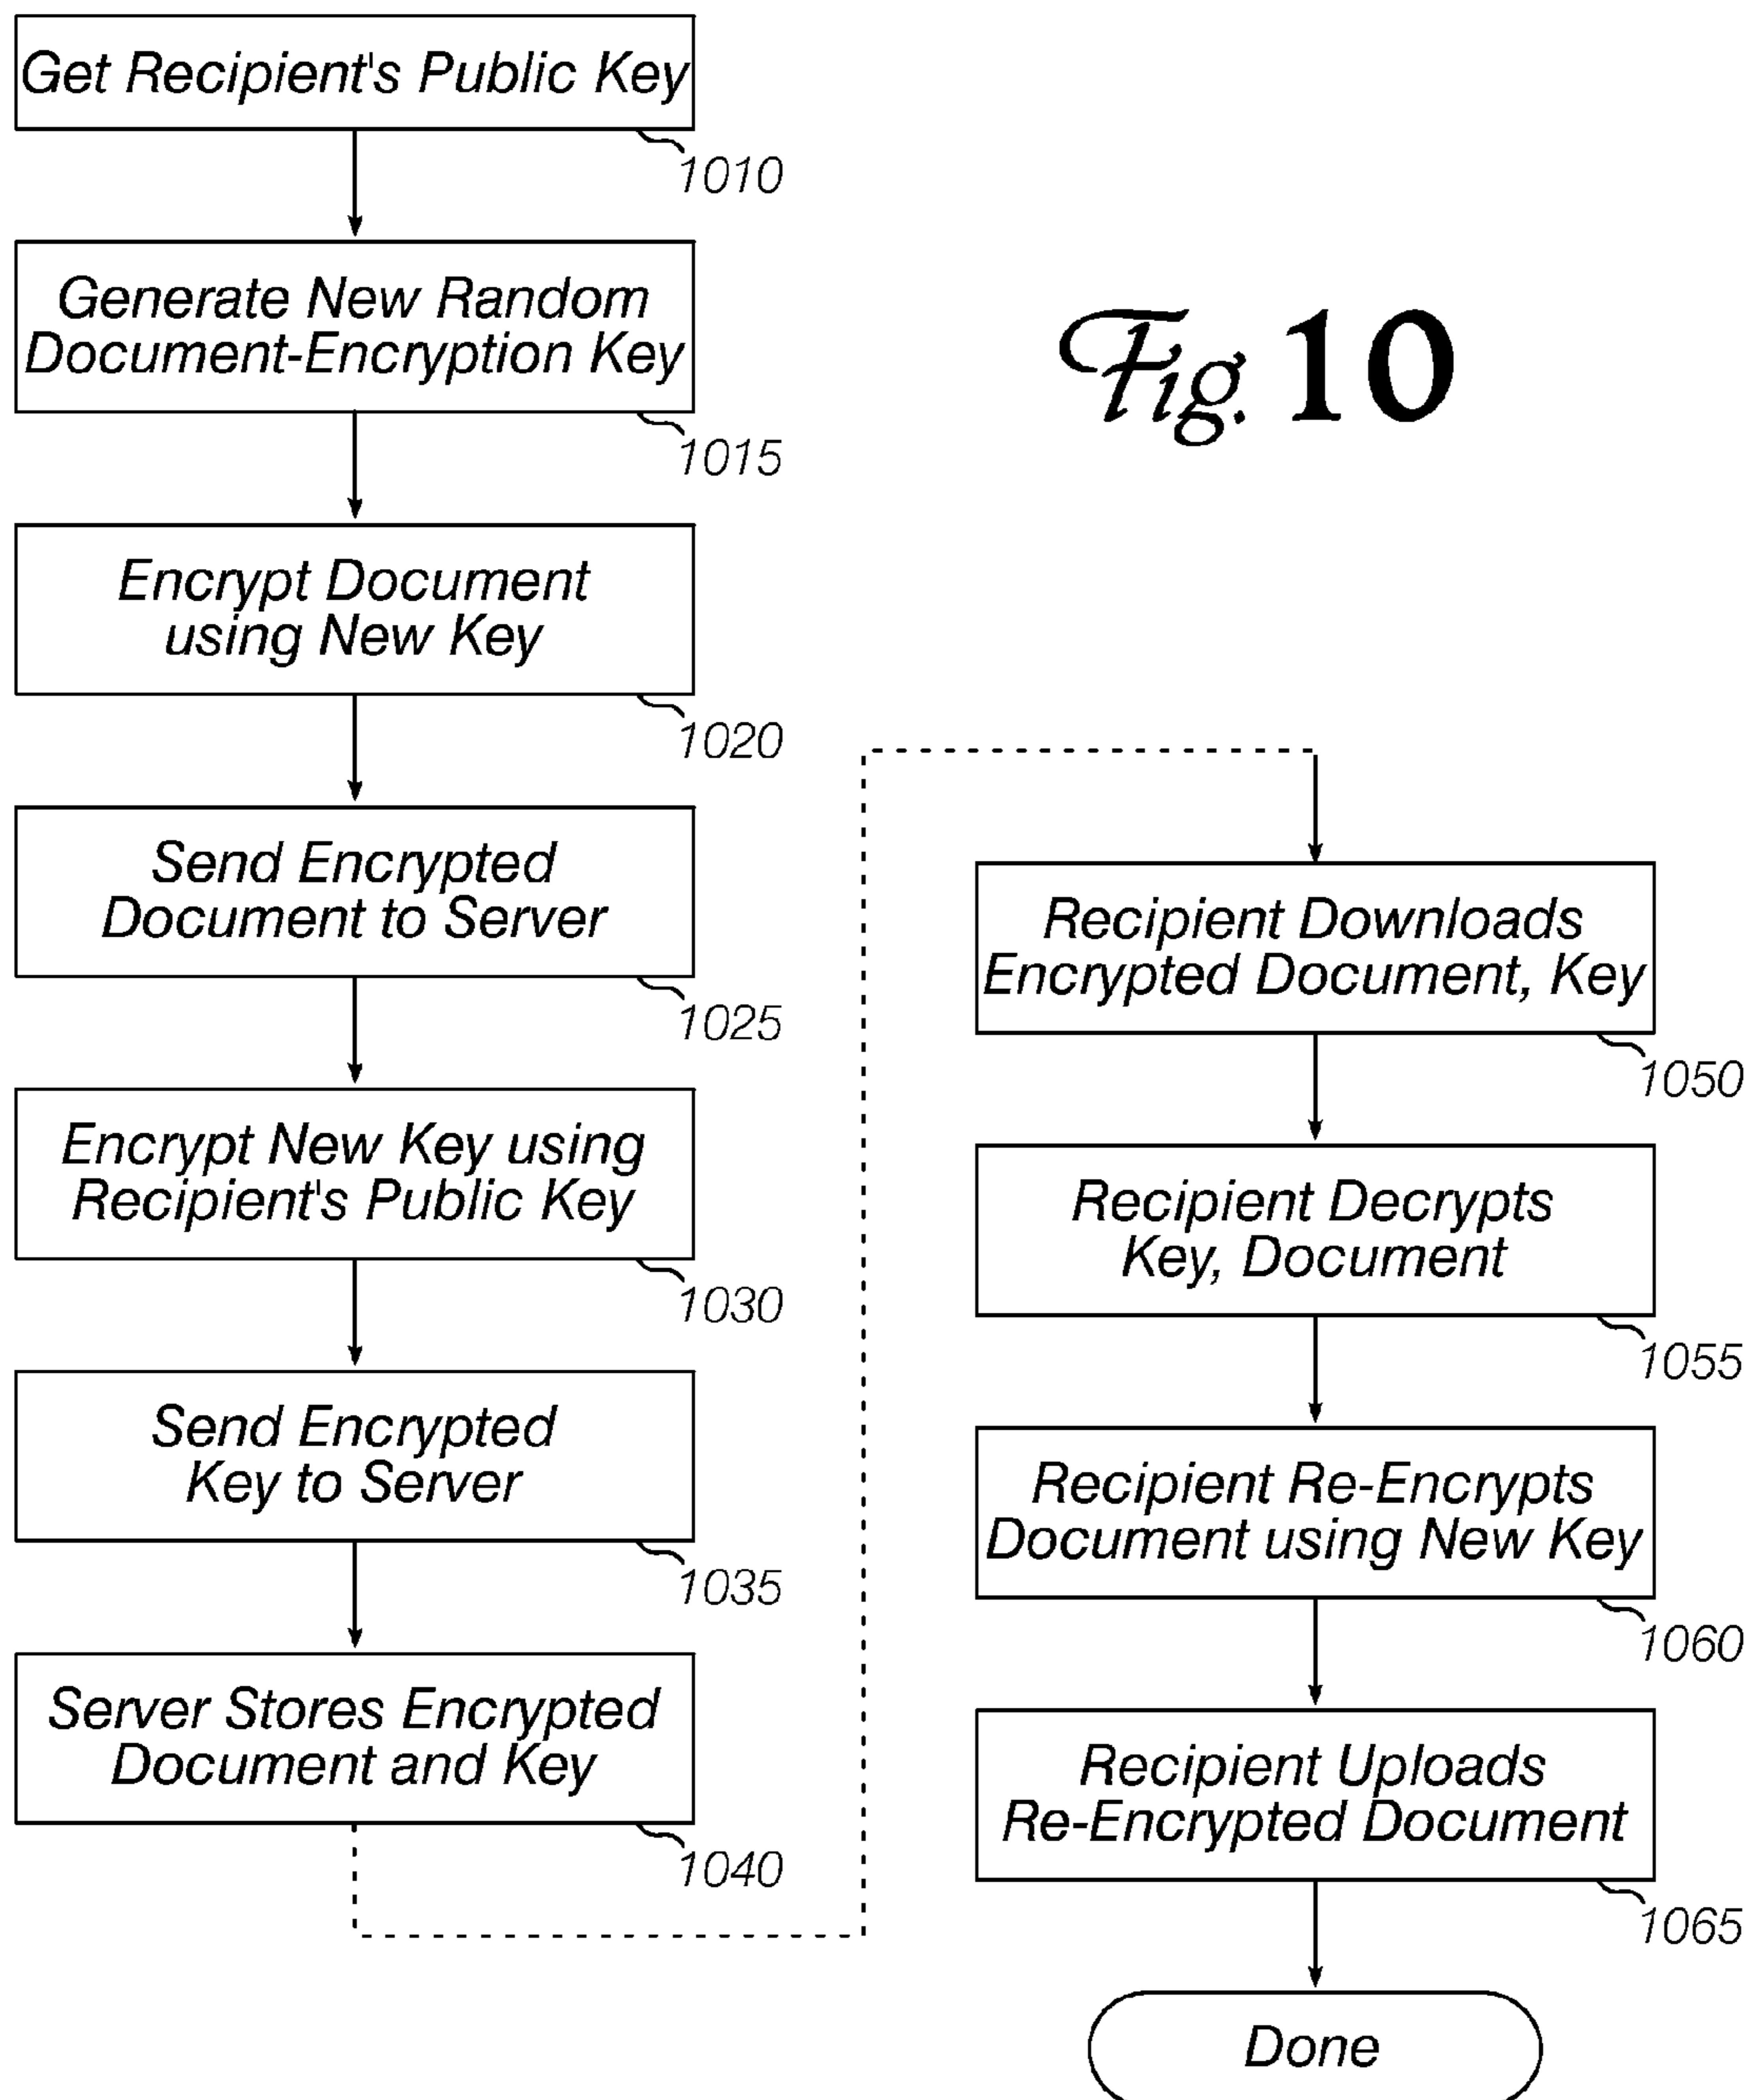 Get Recipient's Public Key
1010
Generate New Random
Document-Encryption Key
1015
Encrypt Document
using New Key
1020
Send Encrypted
Document to Server
1025
Encrypt New Key using
Recipient's Public Key
1030
Send Encrypted
Key to Server
1035
Server Stores Encrypted
Document and Key
1040
Fig. 10
Recipient Downloads
Encrypted Document, Key
1050
Recipient Decrypts
Key, Document
1055
Recipient Re-Encrypts
Document using New Key
1060
Recipient Uploads
Re-Encrypted Document
1065
Done